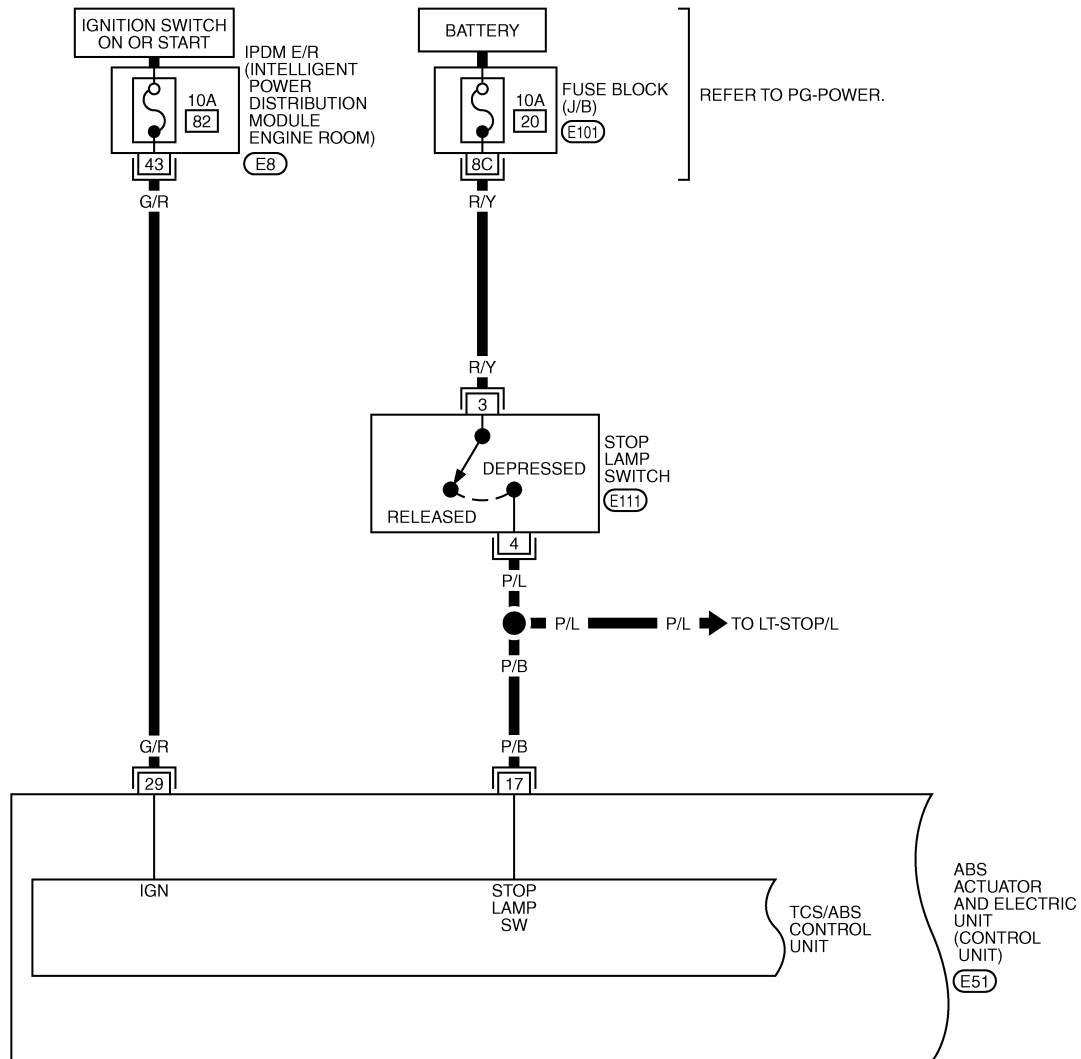 IGNITION SWITCH
ON OR START
IPDM E/R
(INTELLIGENT
POWER
DISTRIBUTION
MODULE
ENGINE ROOM)
E8
10A
82
43
G/R
BATTERY
10A
20
8C
FUSE BLOCK
(J/B)
E101
REFER TO PG-POWER.
R/Y
R/Y
3
DEPRESSED
RELEASED
STOP
LAMP
SWITCH
E111
4
P/L
P/L
P/L
TO LT-STOP/L
P/B
G/R
P/B
29
17
IGN
STOP
LAMP
SW
TCS/ABS
CONTROL
UNIT
ABS
ACTUATOR
AND ELECTRIC
UNIT
(CONTROL
UNIT)
E51